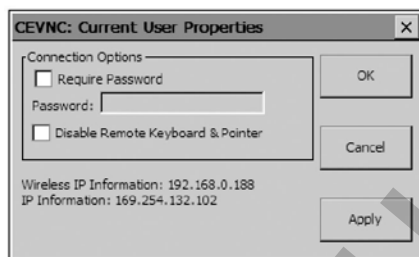 CEVNC: Current User Properties
Connection Options
Require Password
OK
Password:
Disable Remote Keyboard & Pointer
Cancel
Wireless IP Information: 192.168.0.188
IP Information: 169.254.132.102
Apply